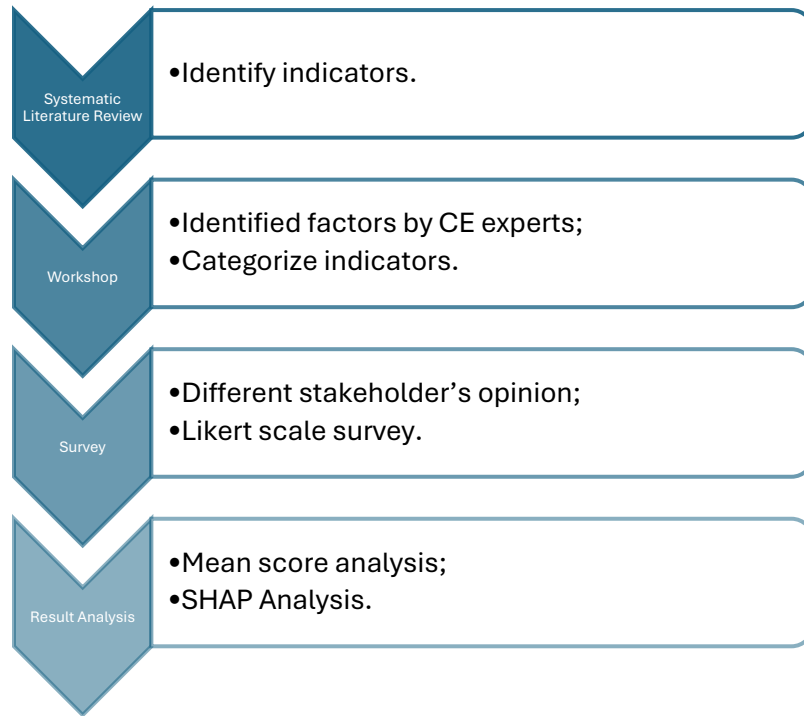 Systematic
Literature Review
•Identify indicators.
Workshop
•Identified factors by CE experts;
•Categorize indicators.
Survey
•Different stakeholder’s opinion;
•Likert scale survey.
Result Analysis
•Mean score analysis;
•SHAP Analysis.